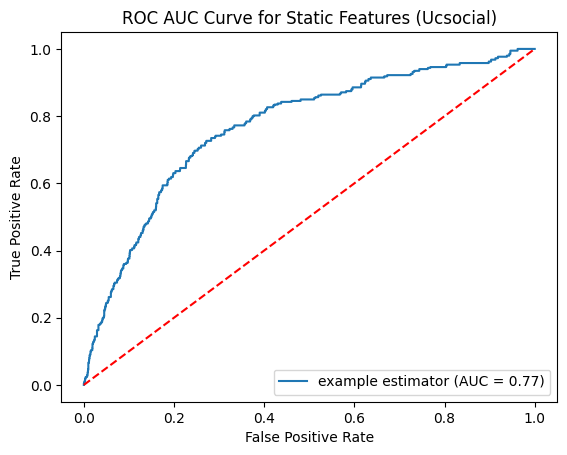 ROC AUC Curve for Static Features (Ucsocial)
True Positive Rate
1.0
0.8
0.6
0.4
0.2
0.0
example estimator (AUC = 0.77)
0.0 0.2 0.4 0.6 0.8 1.0
False Positive Rate